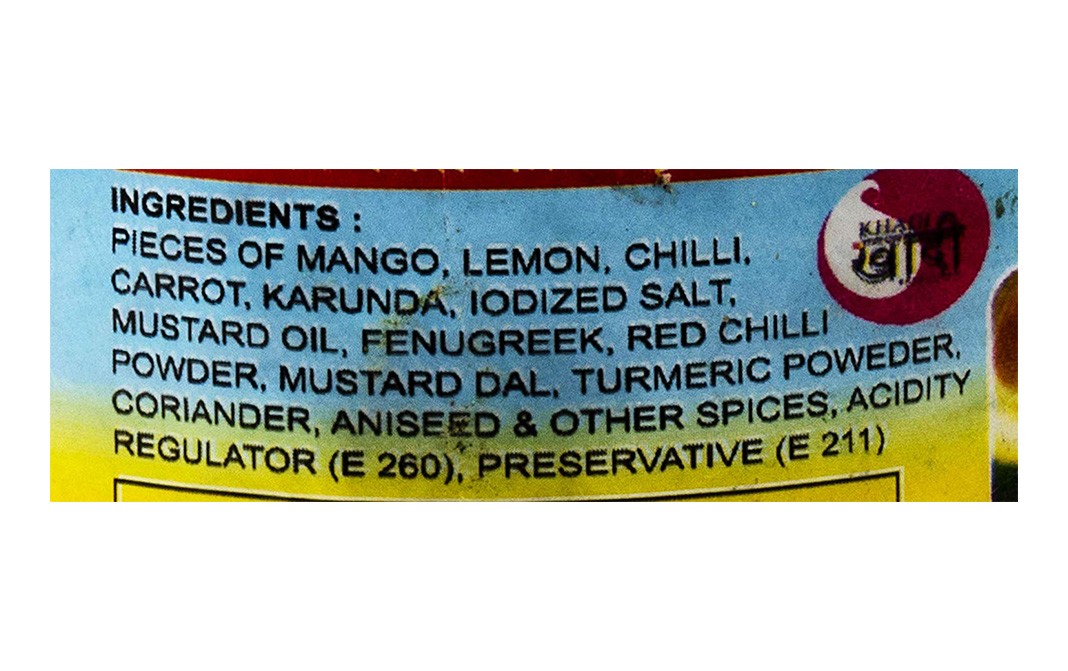 INGREDIENTS :
PIECES OF MANGO, LEMON, CHILLI,
CARROT, KARUNDA, IODIZED SALT,
MUSTARD OIL, FENUGREEK, RED CHILLI
POWDER, MUSTARD DAL, TURMERIC POWEDER,
CORIANDER, ANISEED & OTHER SPICES, ACIDITY
REGULATOR (E 260), PRESERVATIVE (E 211)